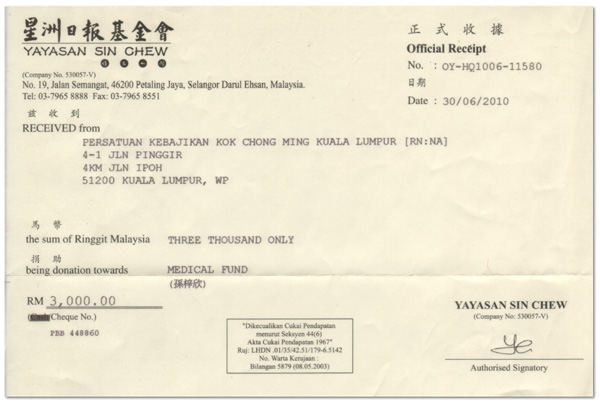 星洲日報基金會
YAYASAN SIN CHEW
(Company No. 530057-V)
No. 19, Jalan Semangat, 46200 Petaling Jaya, Selangor Darul Ehsan, Malaysia.
Tel: 03-7965 8888 Fax: 03-7965 8551
正式收據
Official Receipt
No. : OY-HQ1006-11580
日期
Date : 30/06/2010
茲收到
RECEIVED from
PERSATUAN KEBAJIKAN KOK CHONG MING KUALA LUMPUR [RN:NA]
4-1 JLN PINGGIR
4KM JLN IPOH
51200 KUALA LUMPUR, WP
馬幣
the sum of Ringgit Malaysia THREE THOUSAND ONLY
捐助
being donation towards MEDICAL FUND
(孫梓欣)
RM 3,000.00
(Cheque No.)
PBB 448860
"Dikecualikan Cukai Pendapatan
menurut Seksyen 44(6)
Akta Cukai Pendapatan 1967"
Ruj: LHDN .01/35/42.51/179-6.5142
No. Warta Kerajaan :
Bilangan 5879 (08.05.2003)
YAYASAN SIN CHEW
(Company No: 530057-V)
Authorised Signatory